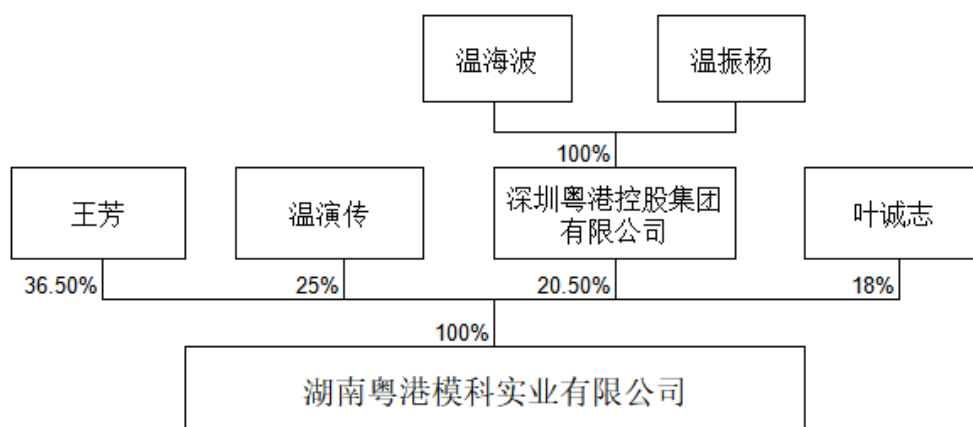 温海波
温振杨
100%
王芳
温演传
深圳粤港控股集团
有限公司
叶诚志
36.50%
25%
20.50%
18%
100%
湖南粤港模科实业有限公司